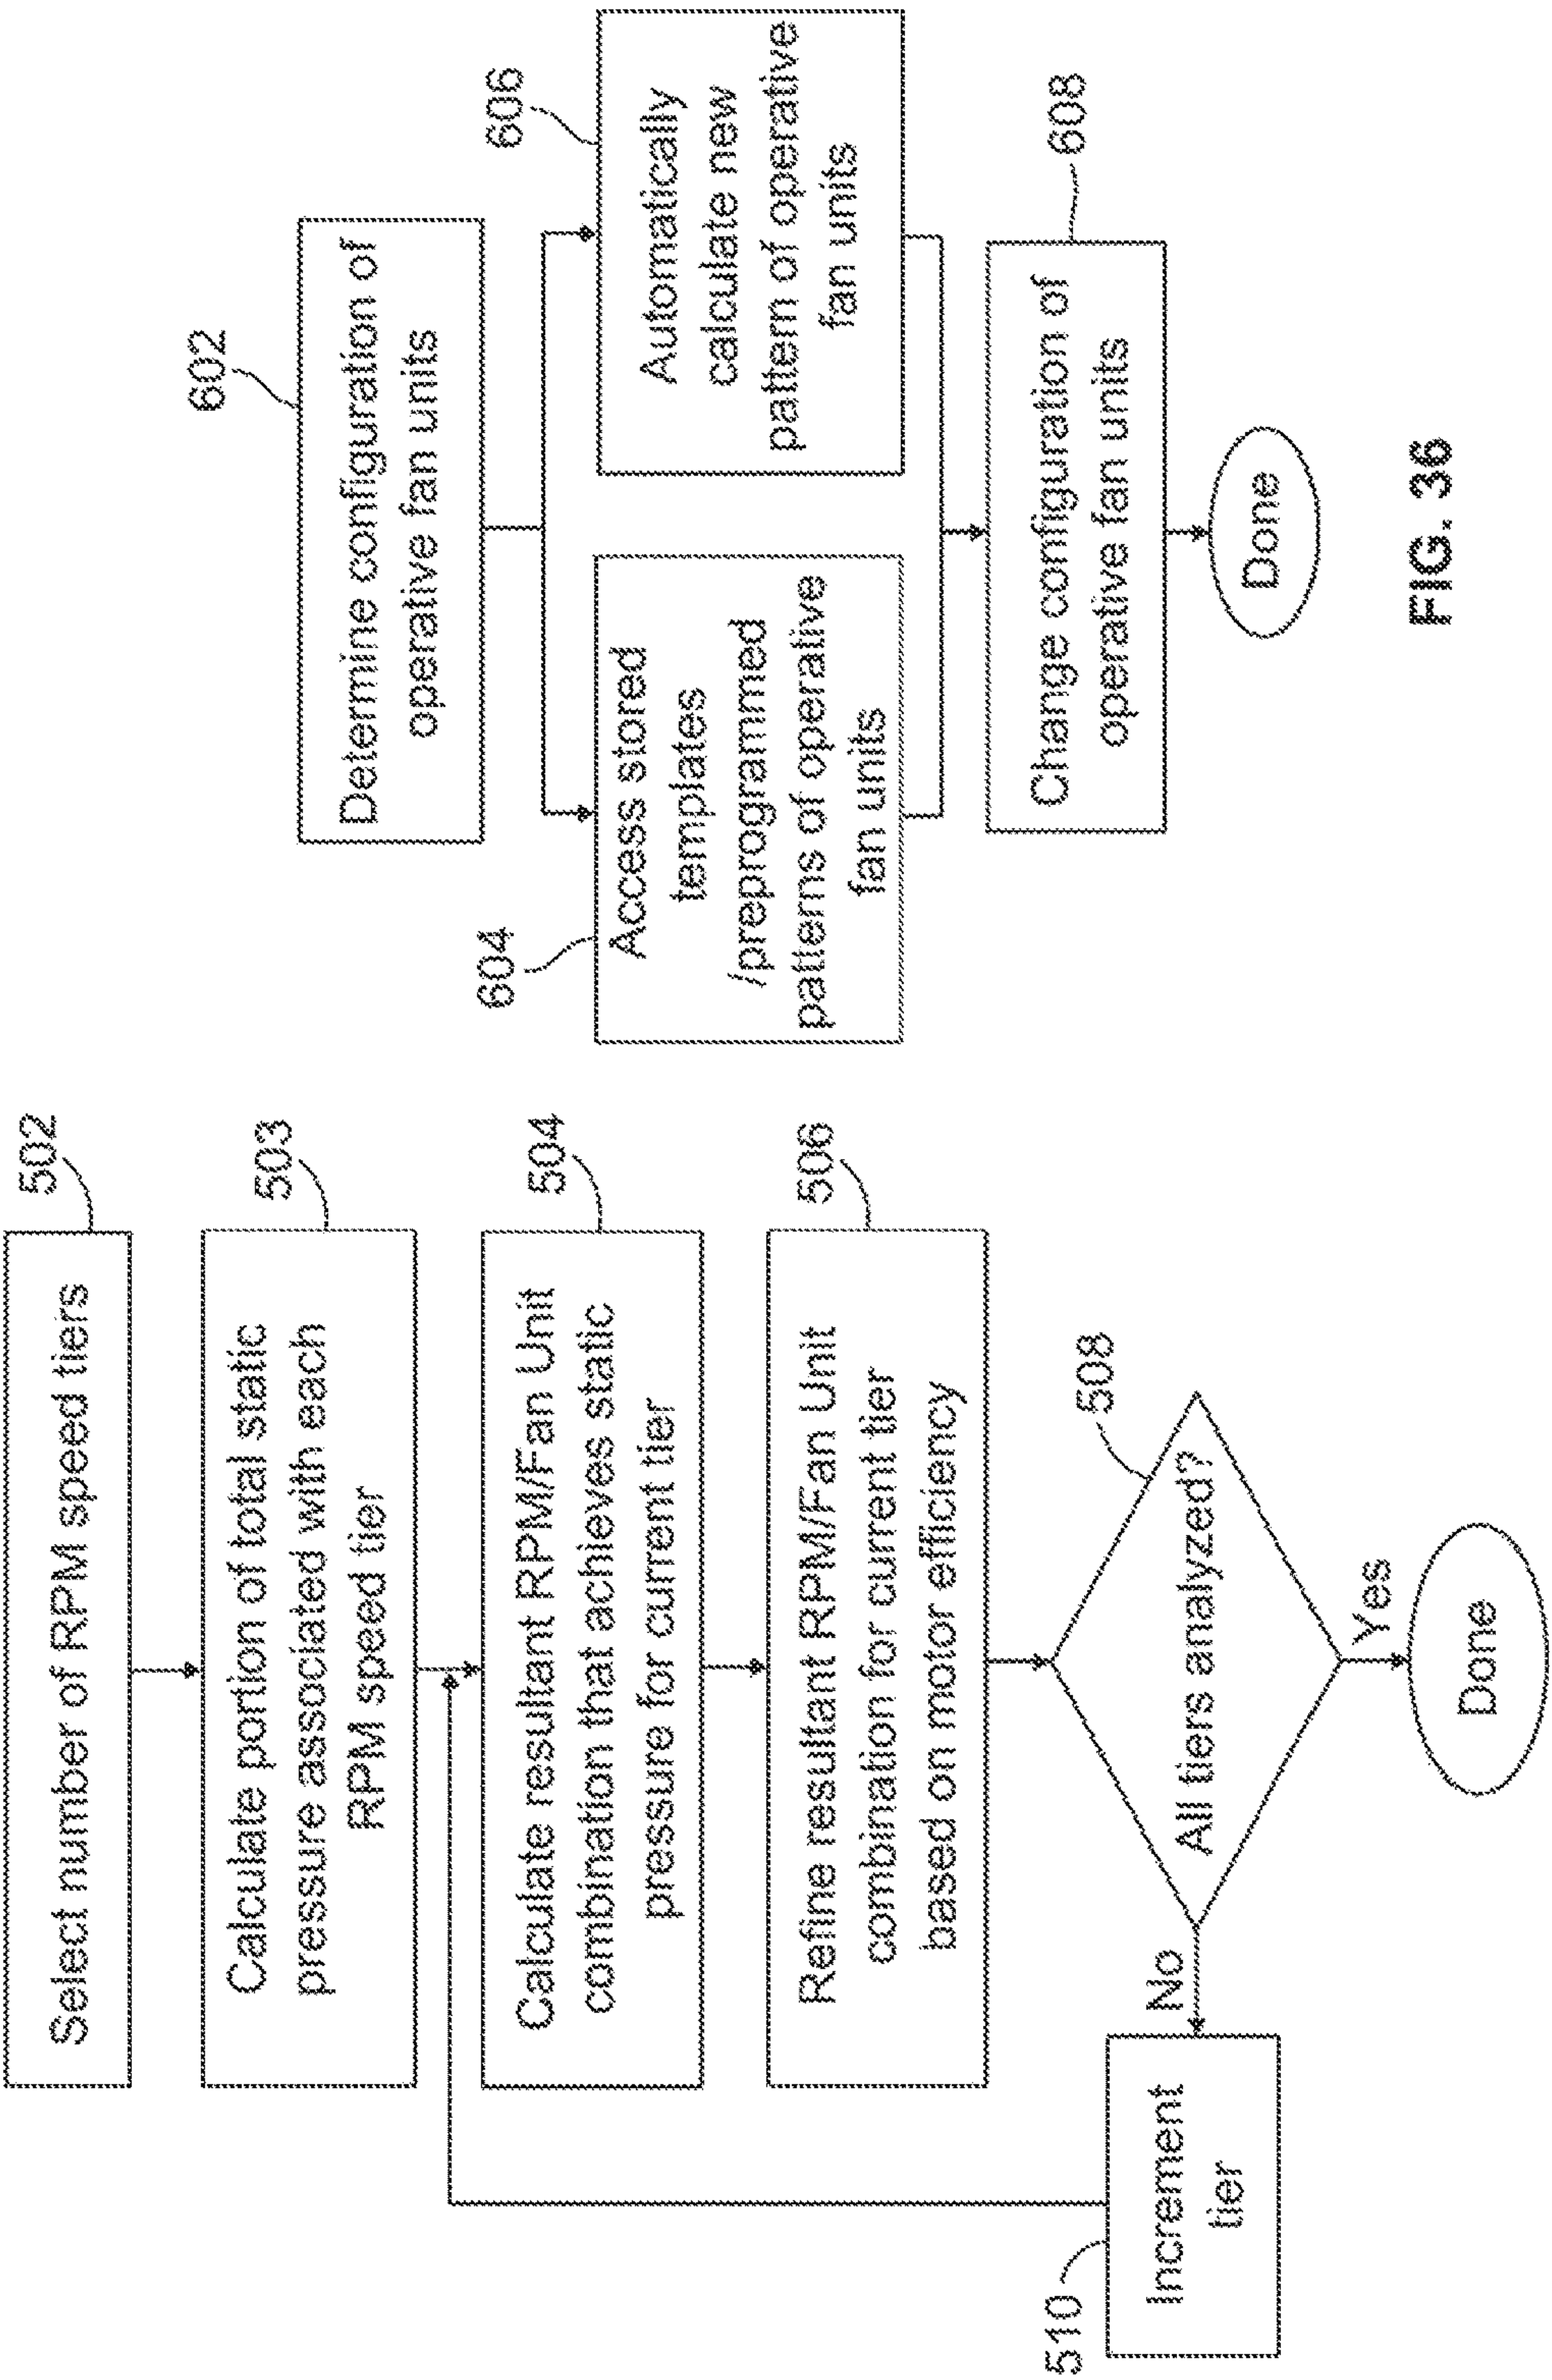 502
Select number of RPM speed tiers
503
Calculate portion of total static
pressure associated with each
RPM speed tier
504
Calculate resultant RPM/Fan Unit
combination that achieves static
pressure for current tier
506
Refine resultant RPM/Fan Unit
combination for current tier
based on motor efficiency
508
All tiers analyzed?
No
Yes
510
Increment
tier
Done
602
Determine configuration of
operative fan units
604
Access stored
templates
/preprogrammed
patterns of operative
fan units
606
Automatically
calculate new
pattern of operative
fan units
608
Change configuration of
operative fan units
Done
FIG. 36